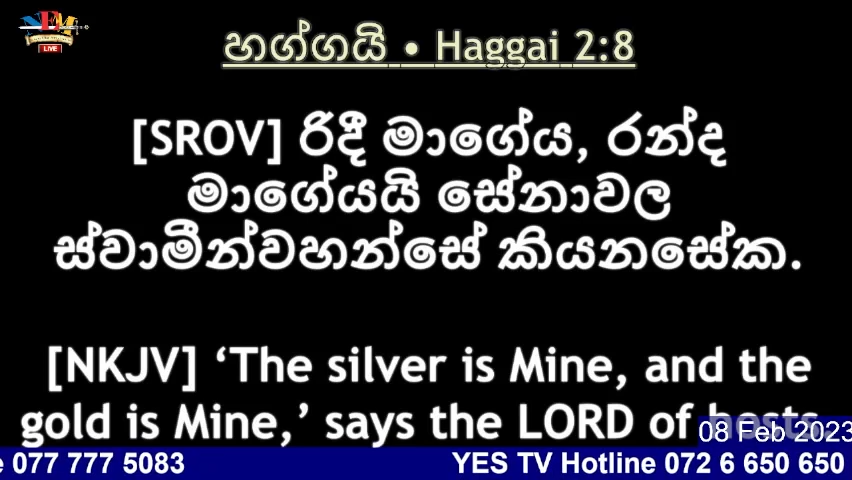 LIVE
හග්ගයි • Haggai 2:8
[SROV] රිදී මාගේය, රන්ද
මාගේයයි සේනාවල
ස්වාමීන්වහන්සේ කියනසේක.
[NKJV] ‘The silver is Mine, and the
gold is Mine,’ says the LORD of hosts.
08 Feb 2023
e 077 777 5083 YES TV Hotline 072 6 650 650